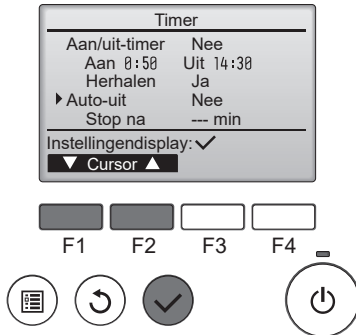 Timer
Aan/uit-timer Nee
Aan 0:50 Uit 14:30
Herhalen Ja
Auto-uit Nee
Stop na --- min
Instellingendisplay:✓
▼ Cursor ▲
F1 F2 F3 F4